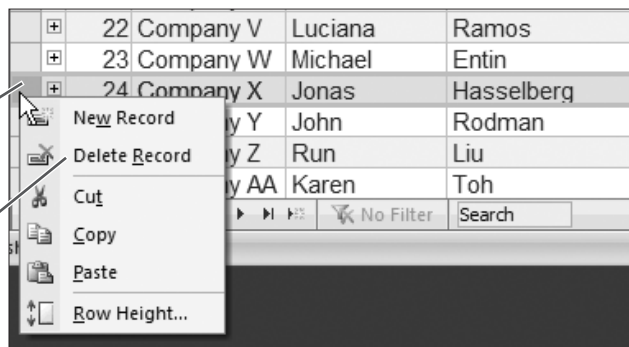 22 Company V Luciana Ramos
23 Company W Michael Entin
24 Company X Jonas Hasselberg
y Y John Rodman
y Z Run Liu
y AA Karen Toh
No Filter Search
New Record
Delete Record
Cut
Copy
Paste
Row Height...